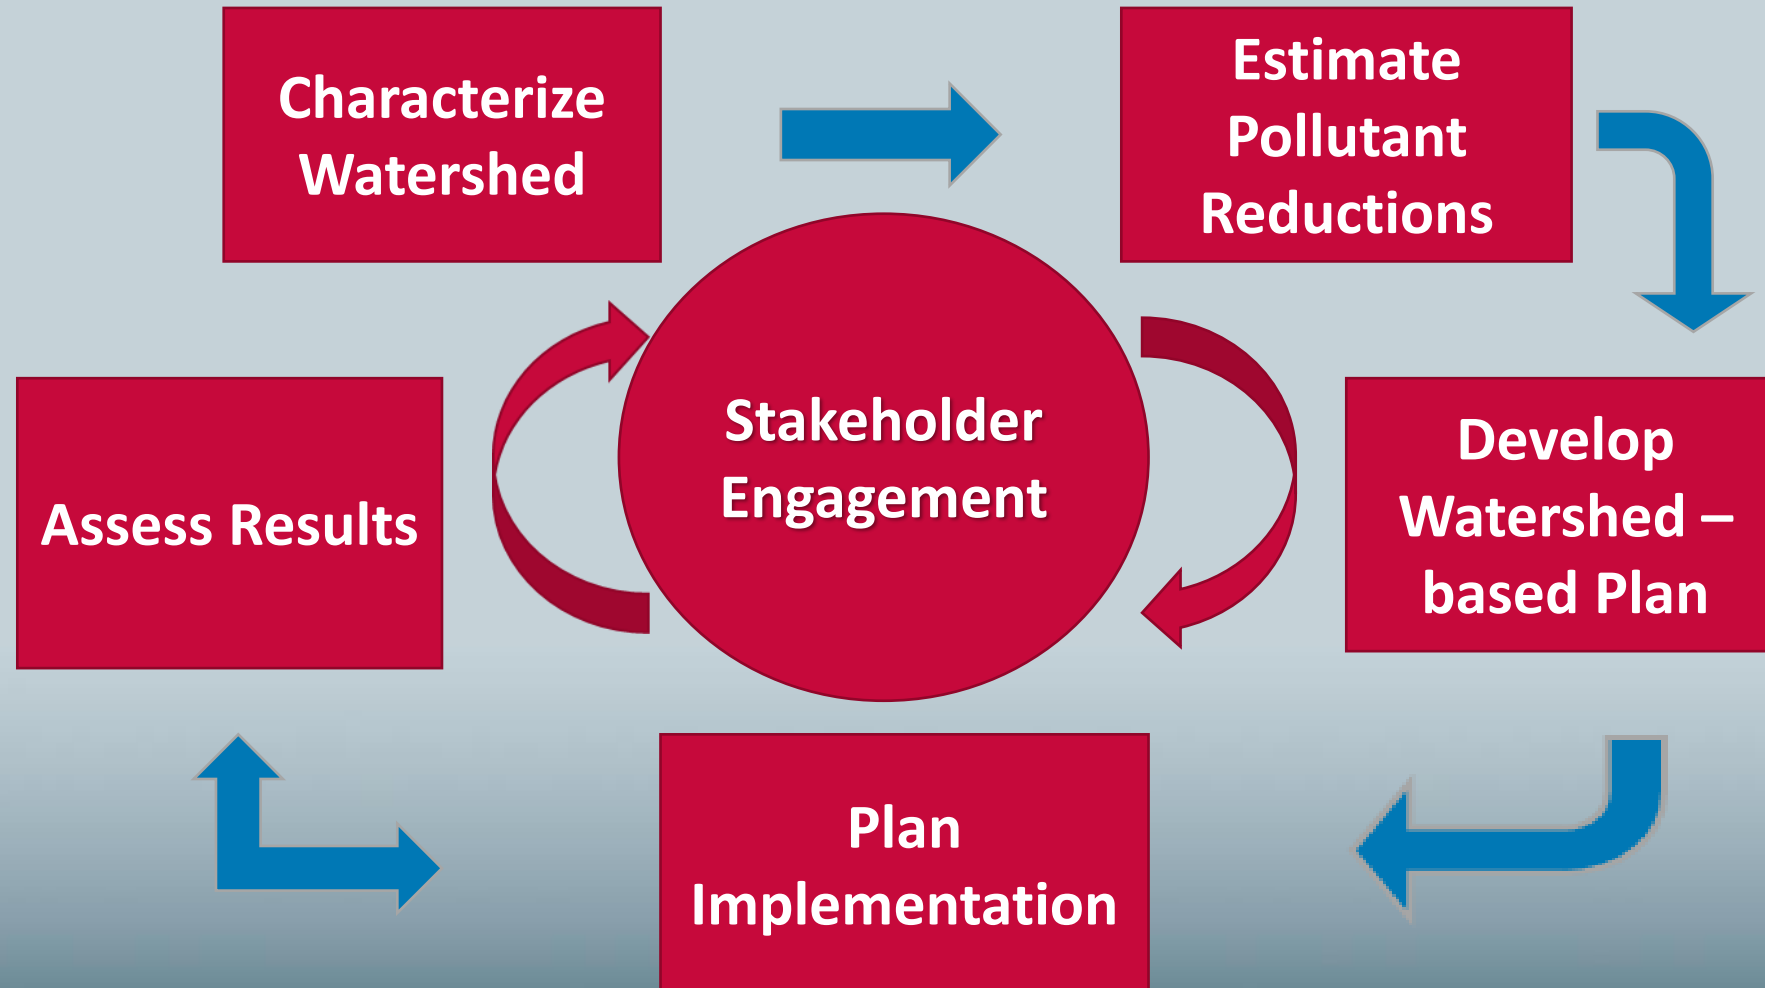 Characterize
Watershed
Estimate
Pollutant
Reductions
Stakeholder
Engagement
Assess Results
Develop
Watershed –
based Plan
Plan
Implementation